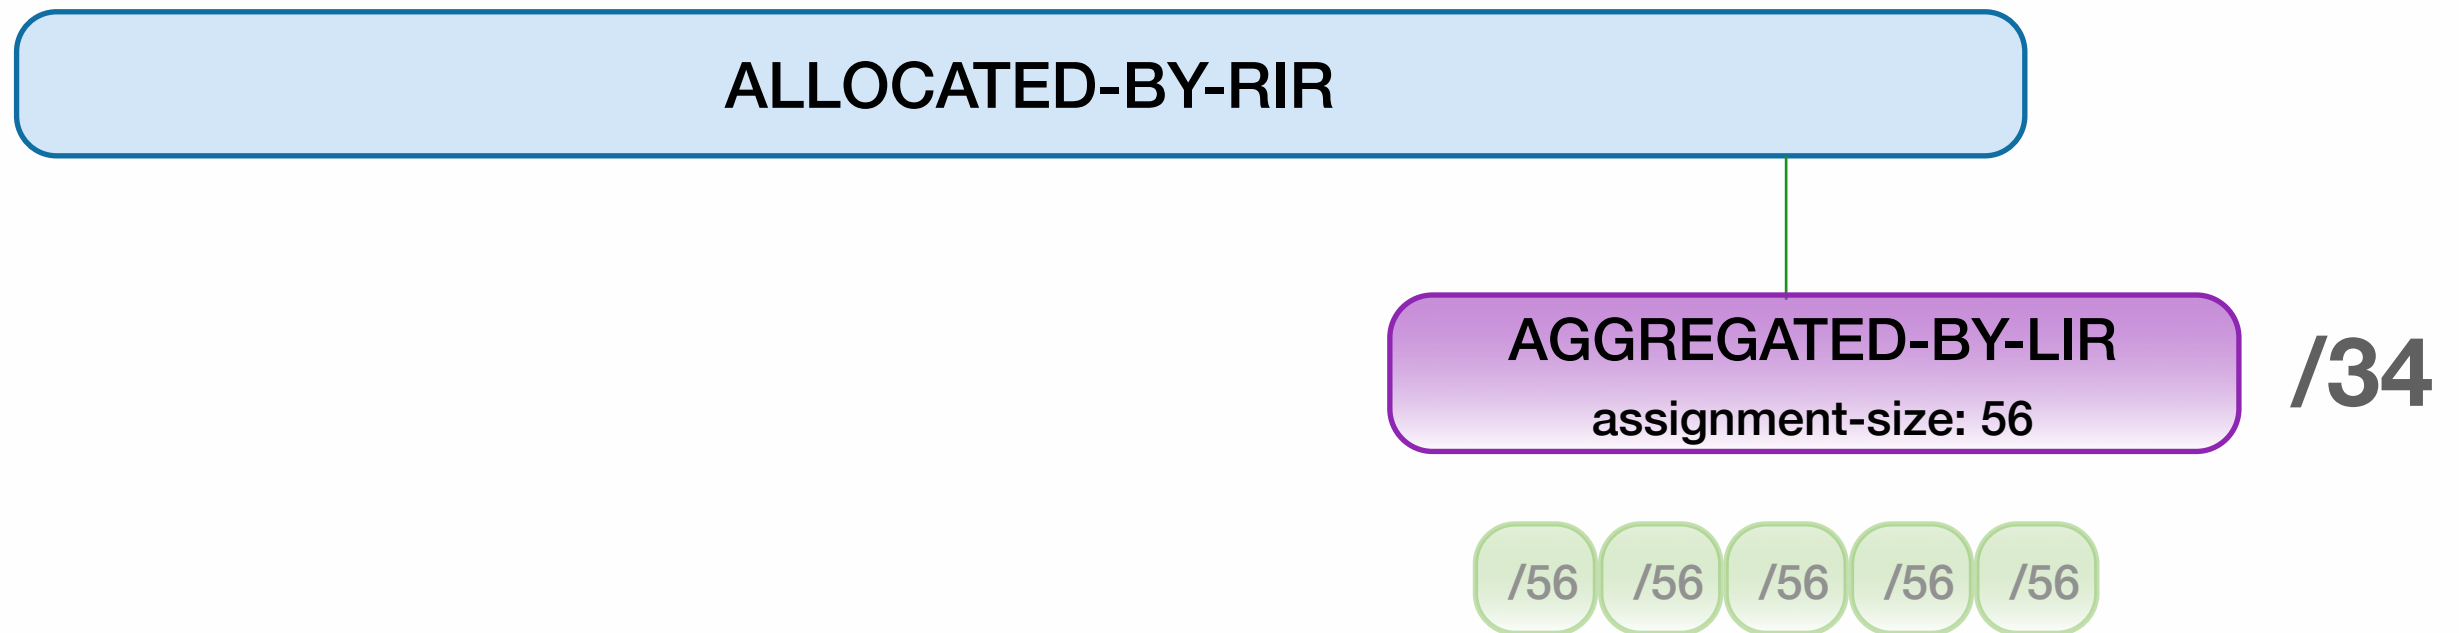 ALLOCATED-BY-RIR
AGGREGATED-BY-LIR
assignment-size: 56
/34
/56 /56 /56 /56 /56